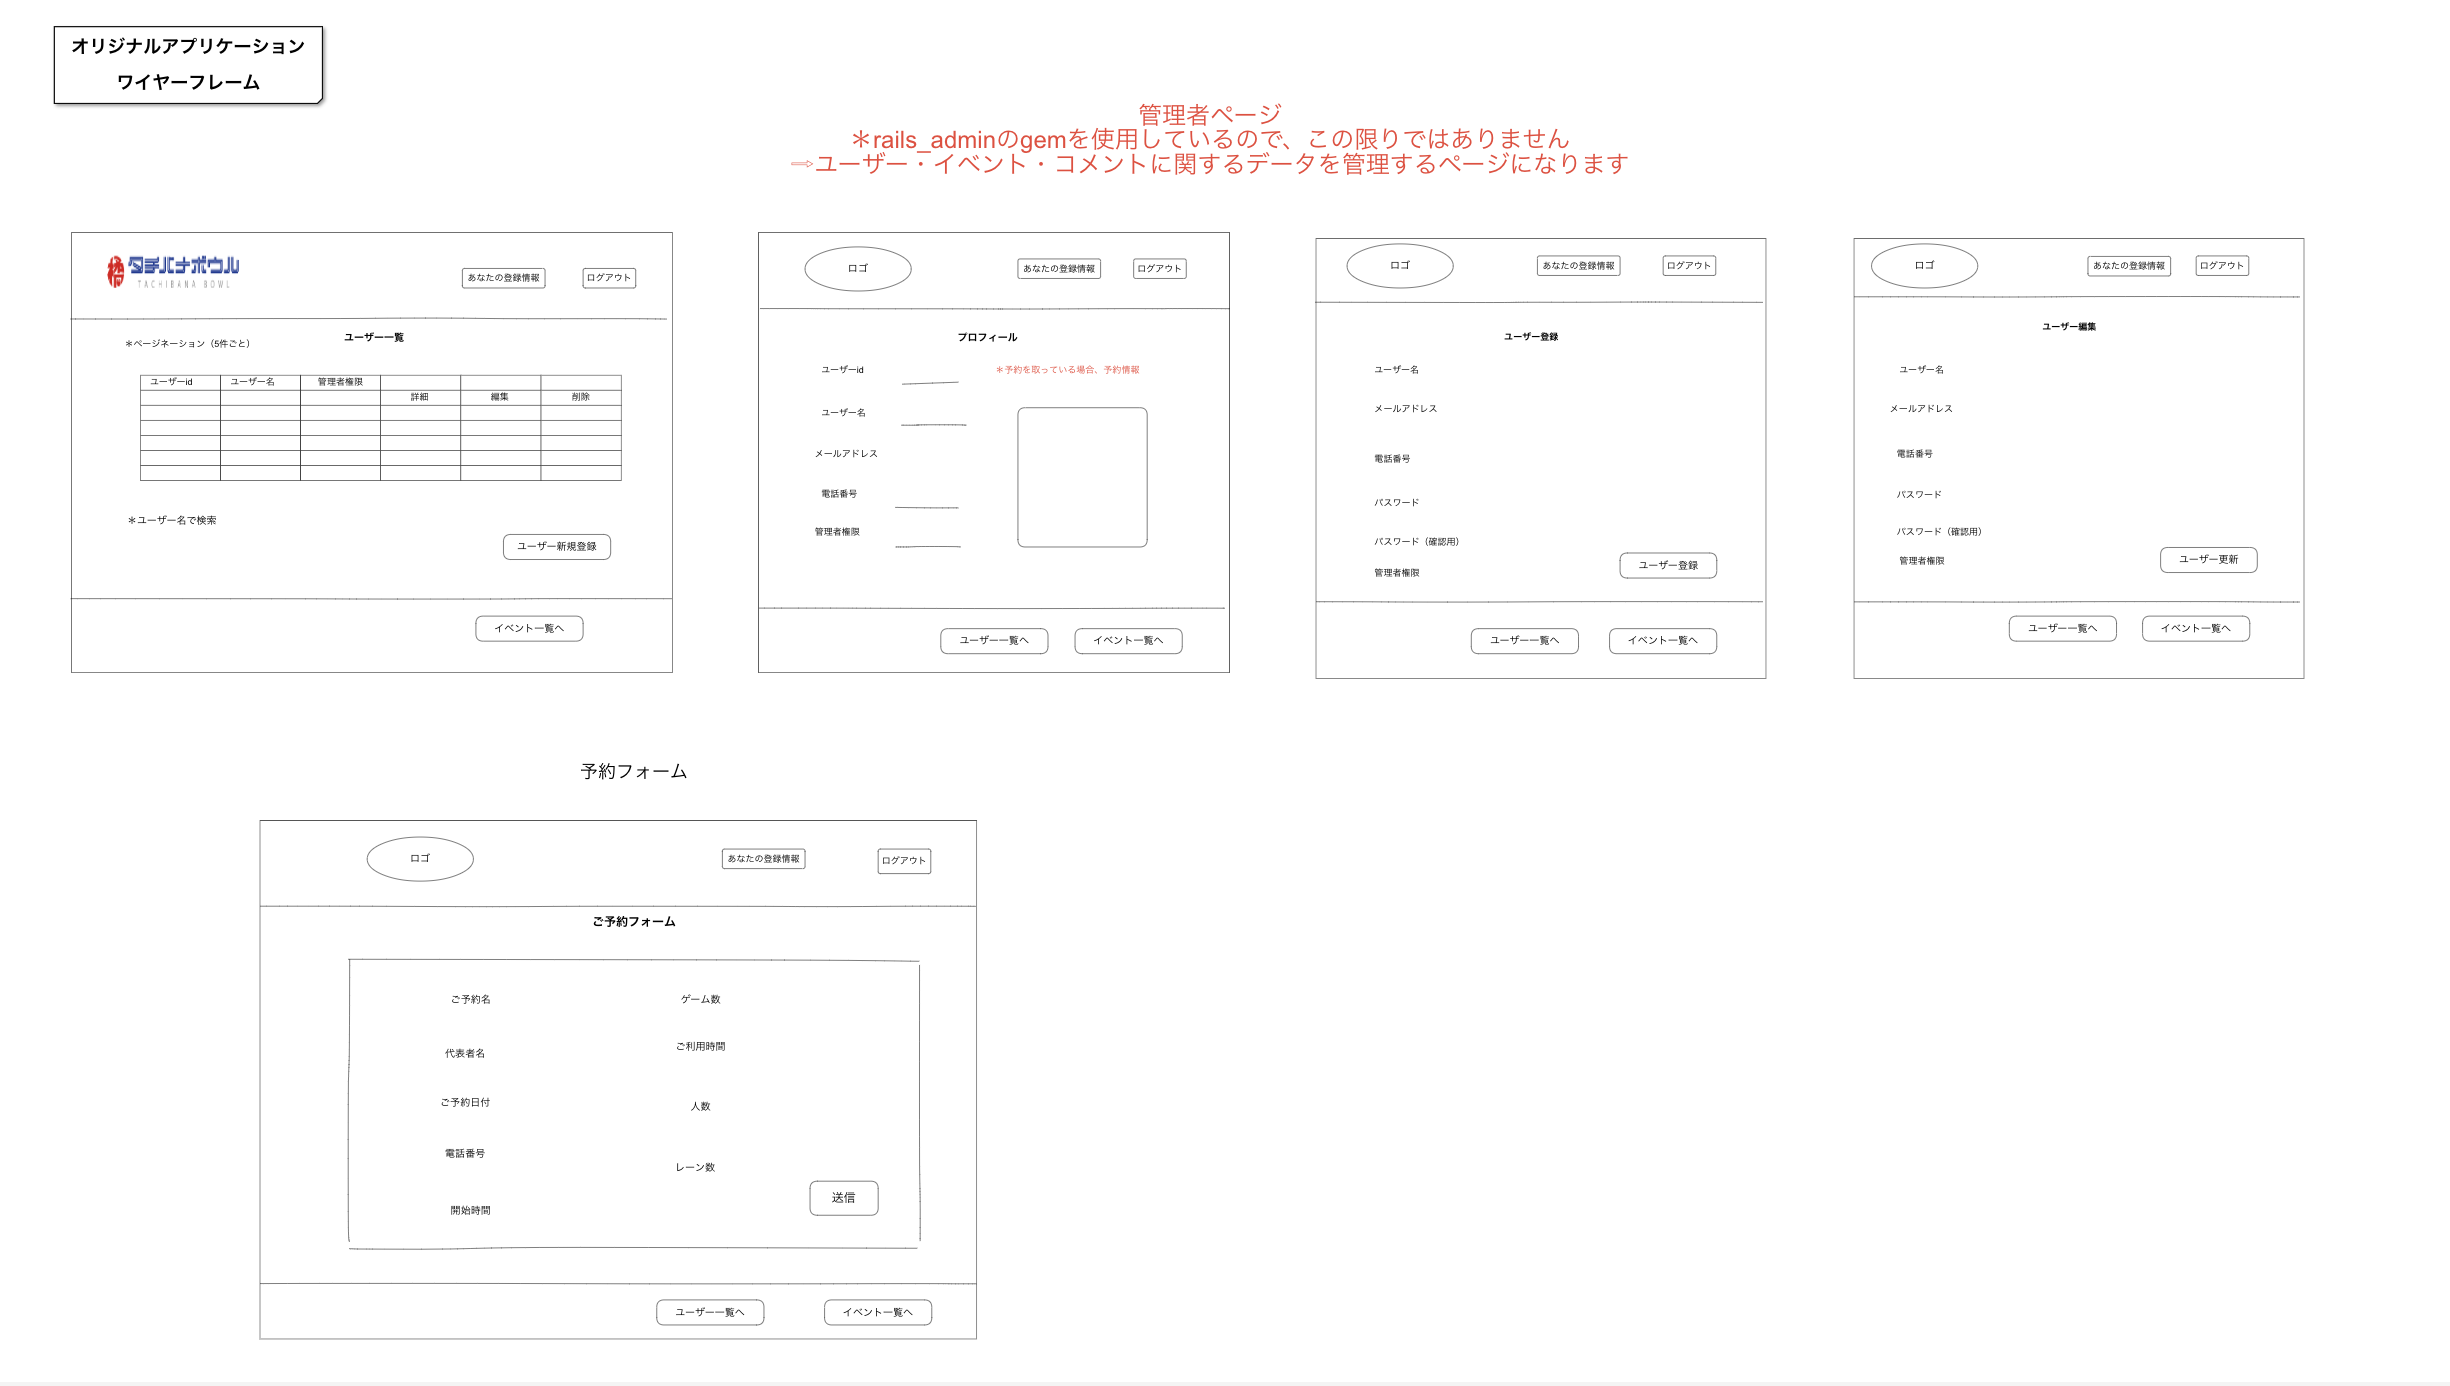 オリジナルアプリケーション
ワイヤーフレーム
管理者ページ
＊rails_adminのgemを使用しているので、この限りではありません
⇒ユーザー・イベント・コメントに関するデータを管理するページになります
タチバナボウル
TACHIBANA BOWL
あなたの登録情報
ログアウト
ユーザー一覧
＊ページネーション（5件ごと）
ユーザーid ユーザー名 管理者権限
詳細 編集 削除
＊ユーザー名で検索
ユーザー新規登録
イベント一覧へ
ロゴ
あなたの登録情報
ログアウト
プロフィール
ユーザーid
＊予約を取っている場合、予約情報
ユーザー名
メールアドレス
電話番号
管理者権限
ユーザー一覧へ
イベント一覧へ
ロゴ
あなたの登録情報
ログアウト
ユーザー登録
ユーザー名
メールアドレス
電話番号
パスワード
パスワード（確認用）
管理者権限
ユーザー登録
ユーザー一覧へ
イベント一覧へ
ロゴ
あなたの登録情報
ログアウト
ユーザー編集
ユーザー名
メールアドレス
電話番号
パスワード
パスワード（確認用）
管理者権限
ユーザー更新
ユーザー一覧へ
イベント一覧へ
予約フォーム
ロゴ
あなたの登録情報
ログアウト
ご予約フォーム
ご予約名
代表者名
ご予約日付
電話番号
開始時間
ゲーム数
ご利用時間
人数
レーン数
送信
ユーザー一覧へ
イベント一覧へ